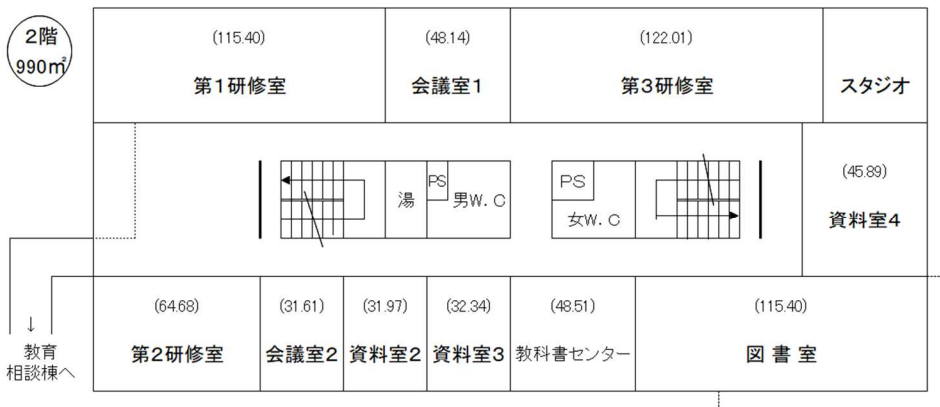 2階
990㎡
(115.40)
第1研修室
(48.14)
会議室1
(122.01)
第3研修室
スタジオ
(45.89)
資料室4
湯
PS
男W.C
PS
女W.C
(64.68)
第2研修室
(31.61)
会議室2
(31.97)
資料室2
(32.34)
資料室3
(48.51)
教科書センター
(115.40)
図書室
↓
教育
相談棟へ